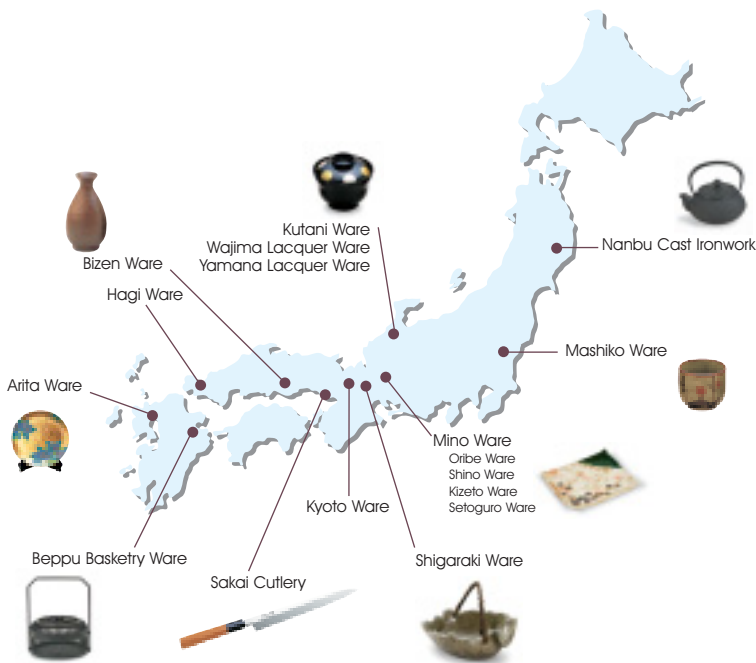 Kutani Ware
Wajima Lacquer Ware
Yamana Lacquer Ware
Nanbu Cast Ironwork
Bizen Ware
Hagi Ware
Mashiko Ware
Arita Ware
Mino Ware
Oribe Ware
Shino Ware
Kizeto Ware
Setoguro Ware
Kyoto Ware
Beppu Basketry Ware
Sakai Cutlery
Shigaraki Ware